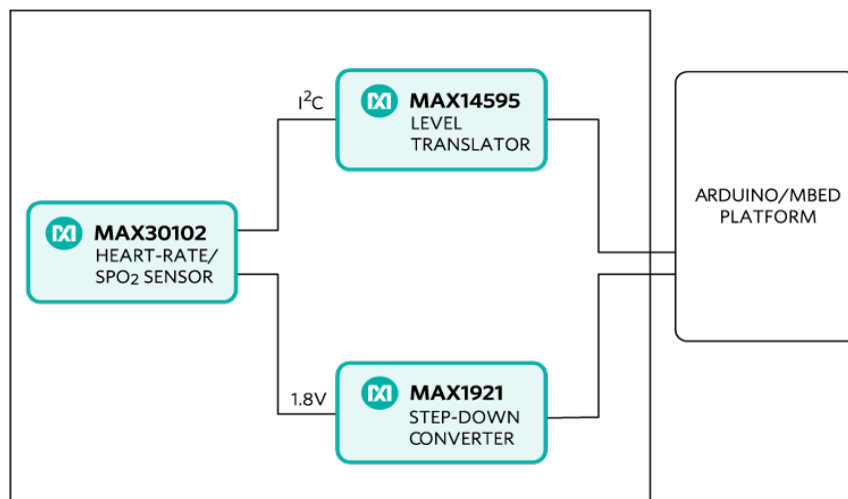 I²C
MAX14595
LEVEL
TRANSLATOR
ARDUINO/MBED
PLATFORM
MAX30102
HEART-RATE/
SPO₂ SENSOR
1.8V
MAX1921
STEP-DOWN
CONVERTER